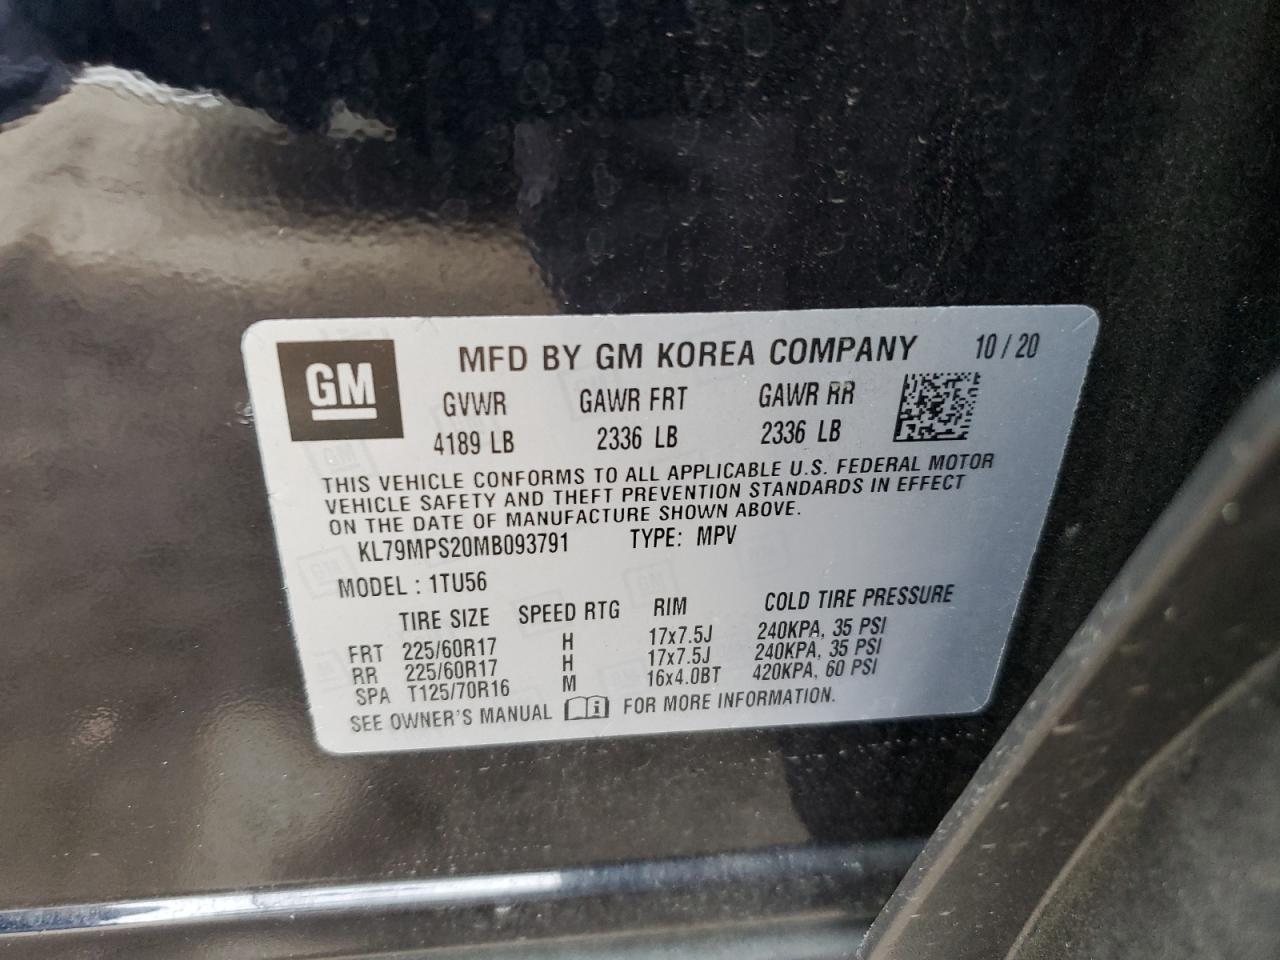 GM MFD BY GM KOREA COMPANY 10/20
GVWR GAWR FRT GAWR RR
4189 LB 2336 LB 2336 LB
THIS VEHICLE CONFORMS TO ALL APPLICABLE U.S. FEDERAL MOTOR
VEHICLE SAFETY AND THEFT PREVENTION STANDARDS IN EFFECT
ON THE DATE OF MANUFACTURE SHOWN ABOVE.
KL79MPS20MB093791 TYPE: MPV
MODEL : 1TU56
TIRE SIZE SPEED RTG RIM COLD TIRE PRESSURE
FRT 225/60R17 H 17x7.5J 240KPA, 35 PSI
RR 225/60R17 H 17x7.5J 240KPA, 35 PSI
SPA T125/70R16 M 16x4.0BT 420KPA, 60 PSI
SEE OWNER'S MANUAL i FOR MORE INFORMATION.